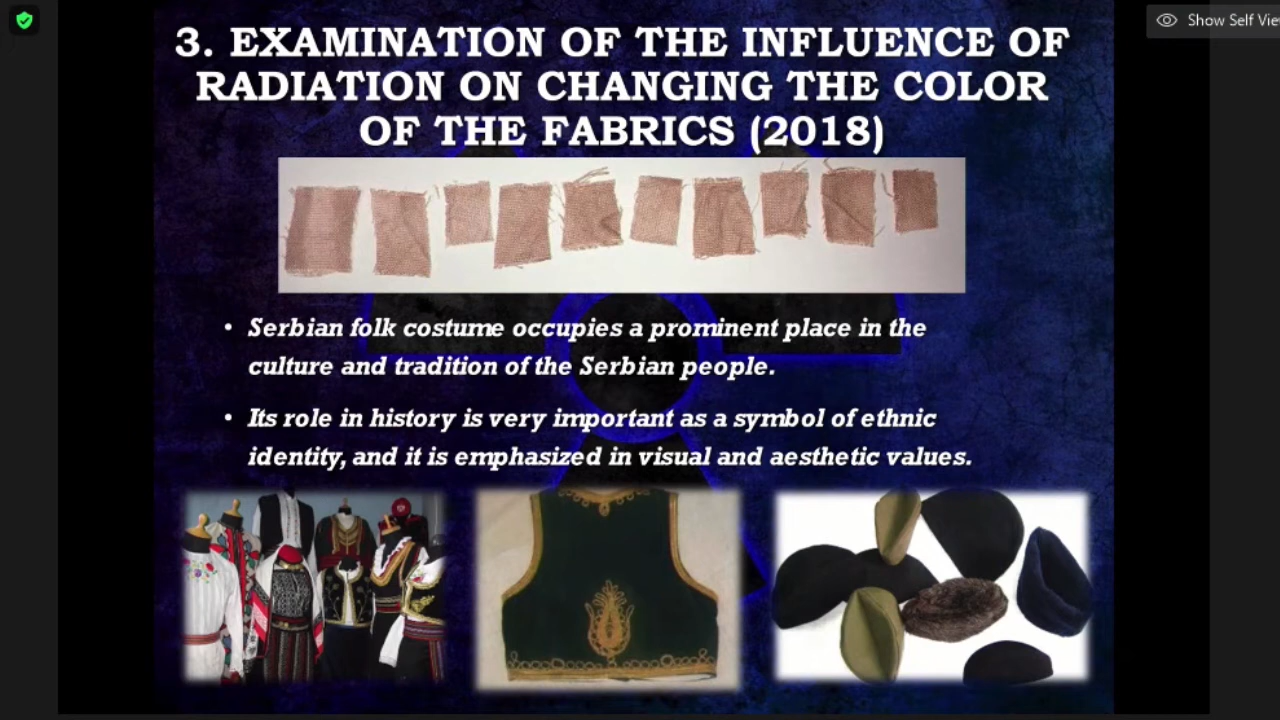 Show Self Vie
3. EXAMINATION OF THE INFLUENCE OF
RADIATION ON CHANGING THE COLOR
OF THE FABRICS (2018)
• Serbian folk costume occupies a prominent place in the
culture and tradition of the Serbian people.
• Its role in history is very important as a symbol of ethnic
identity, and it is emphasized in visual and aesthetic values.